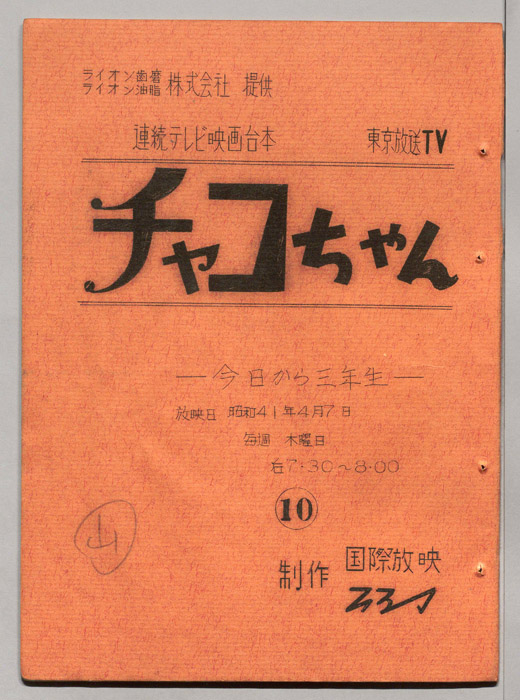 ライオン歯磨
ライオン油脂 株式会社 提供
連続テレビ映画台本 東京放送TV
チャコちゃん
―今日から三年生―
放映日 昭和41年4月7日
毎週 木曜日
7:30～8:00
10
山
制作 国際放映